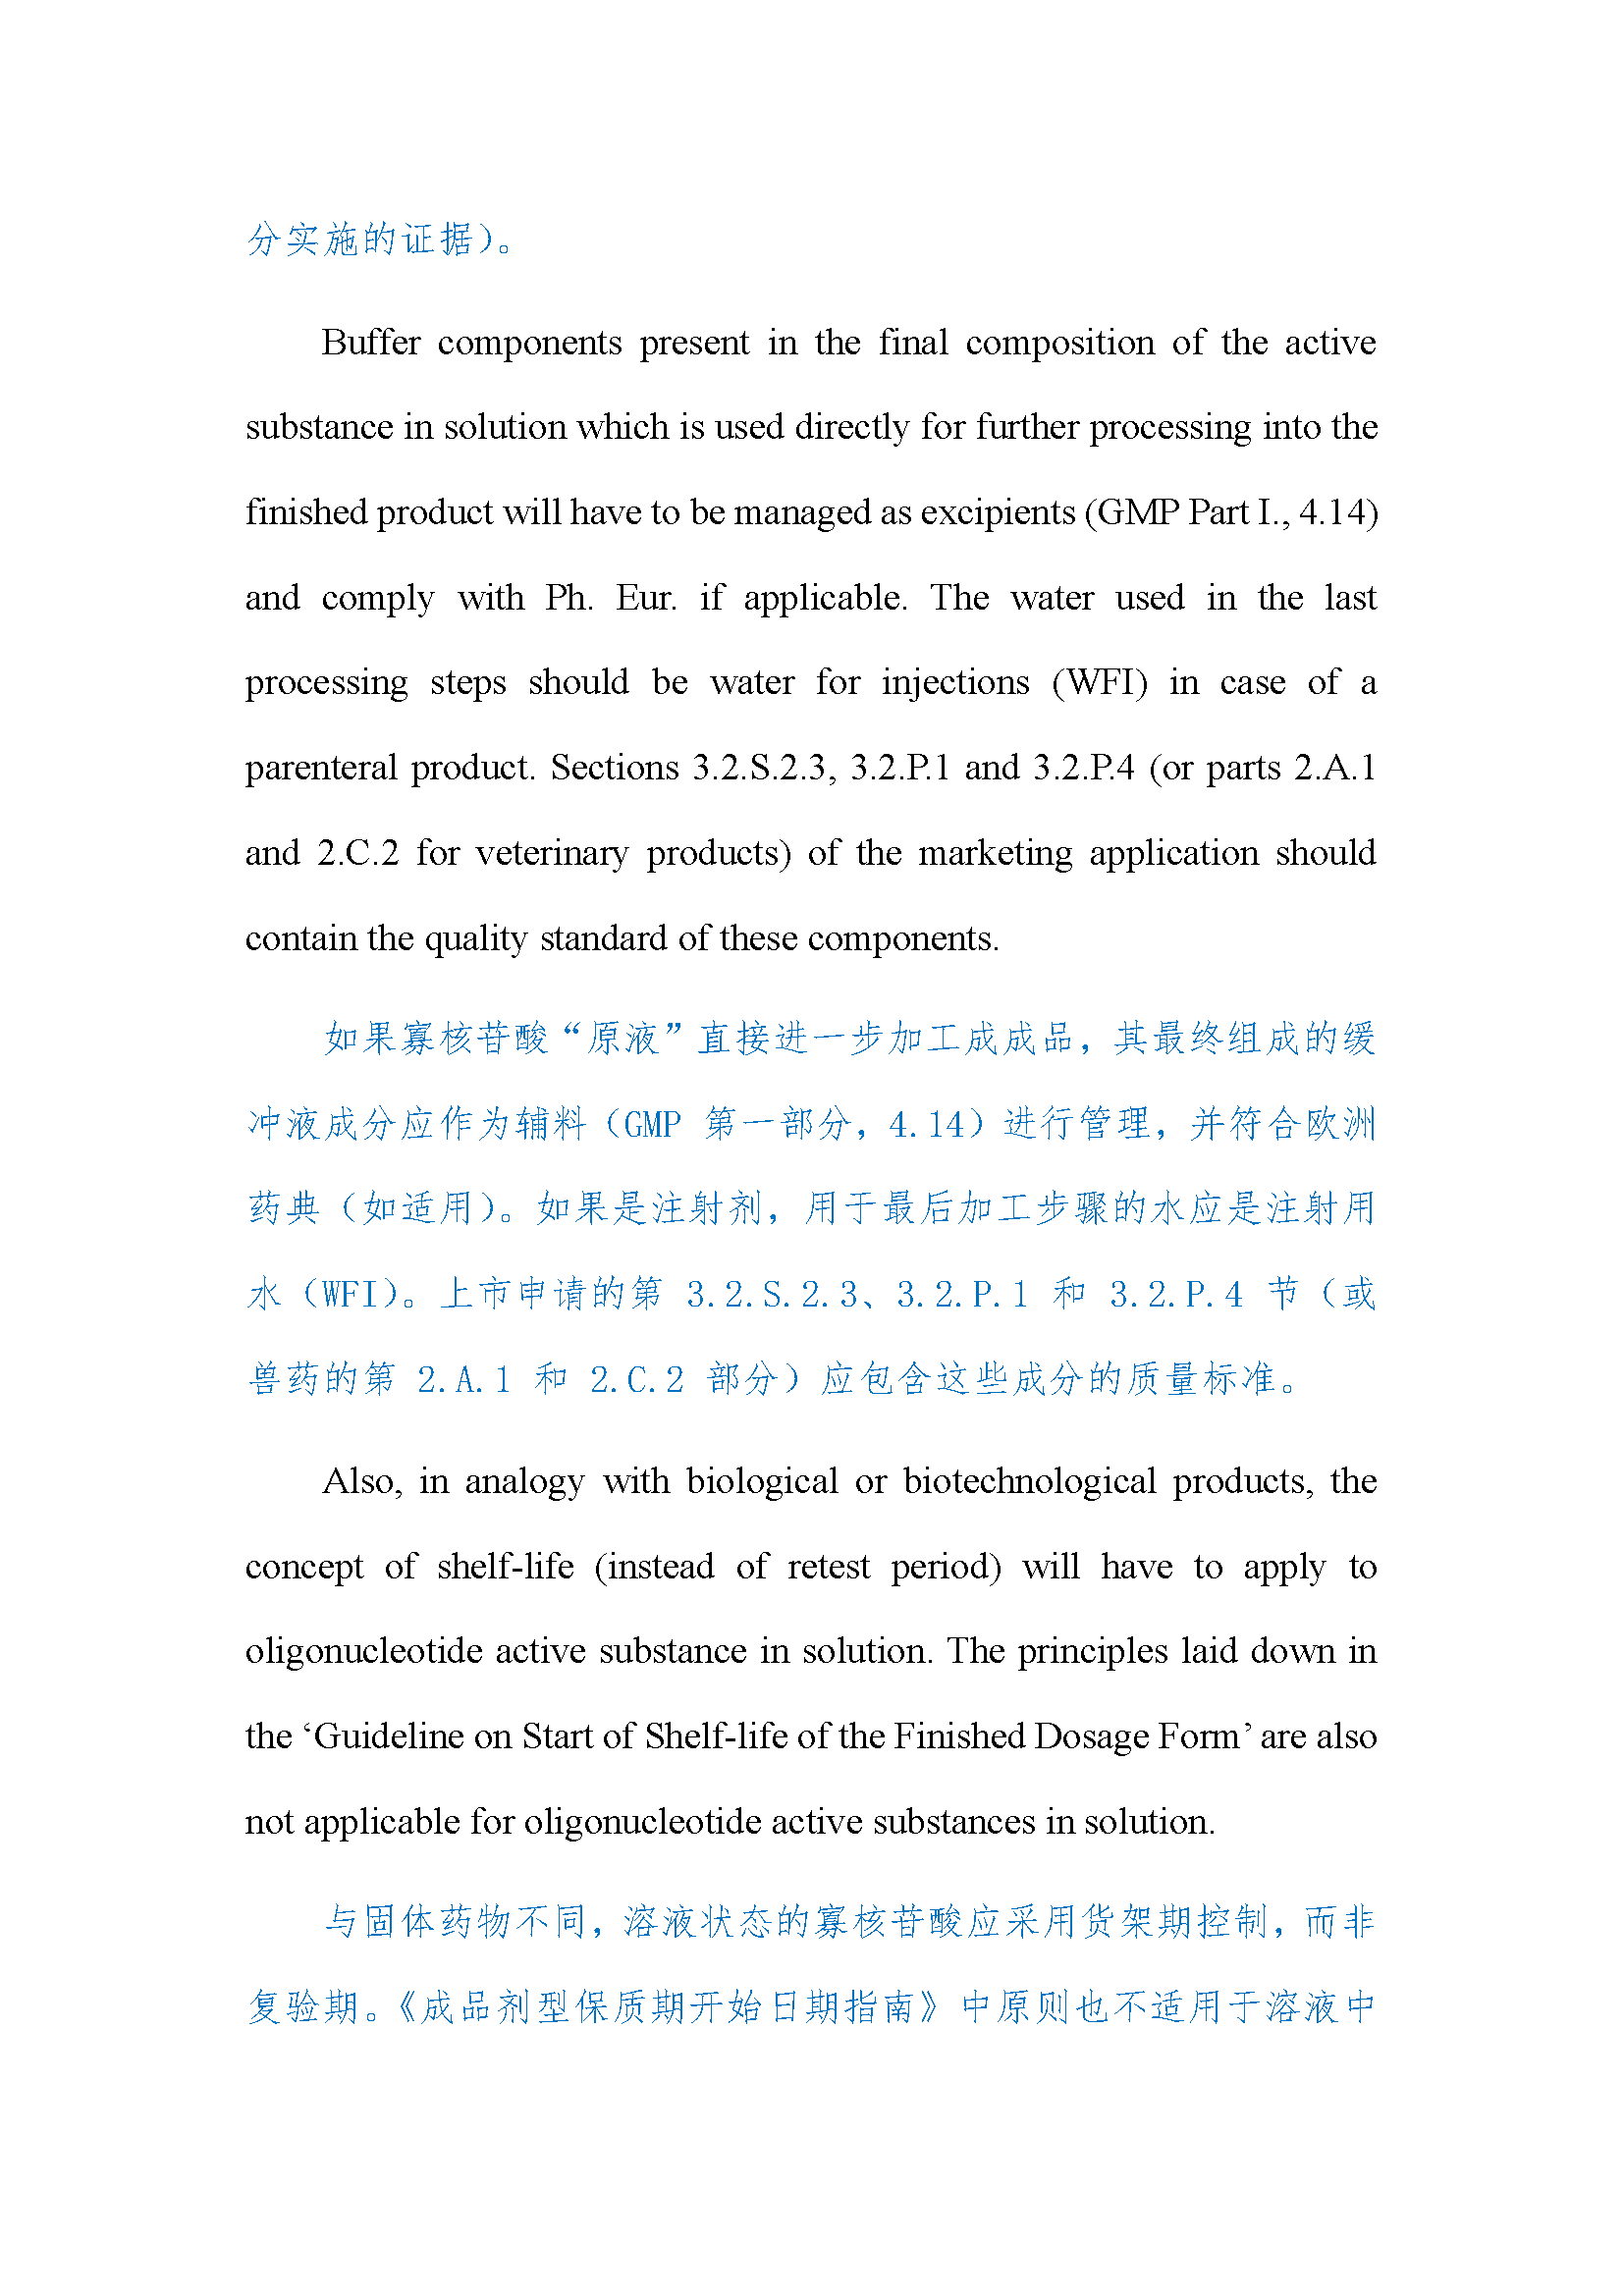 分实施的证据)。
Buffer components present in the final composition of the active
substance in solution which is used directly for further processing into the
finished product will have to be managed as excipients (GMP Part I., 4.14)
and comply with Ph. Eur. if applicable. The water used in the last
processing steps should be water for injections (WFI) in case of a
parenteral product. Sections 3.2.S.2.3, 3.2.P.1 and 3.2.P.4 (or parts 2.A.1
and 2.C.2 for veterinary products) of the marketing application should
contain the quality standard of these components.
如果寡核苷酸“原液”直接进一步加工成成品，其最终组成的缓
冲液成分应作为辅料（GMP 第一部分，4.14）进行管理，并符合欧洲
药典（如适用）。如果是注射剂，用于最后加工步骤的水应是注射用
水（WFI）。上市申请的第 3.2.S.2.3、3.2.P.1 和 3.2.P.4 节（或
兽药的第 2.A.1 和 2.C.2 部分）应包含这些成分的质量标准。
Also, in analogy with biological or biotechnological products, the
concept of shelf-life (instead of retest period) will have to apply to
oligonucleotide active substance in solution. The principles laid down in
the ‘Guideline on Start of Shelf-life of the Finished Dosage Form’ are also
not applicable for oligonucleotide active substances in solution.
与固体药物不同，溶液状态的寡核苷酸应采用货架期控制，而非
复验期。《成品剂型保质期开始日期指南》中原则也不适用于溶液中